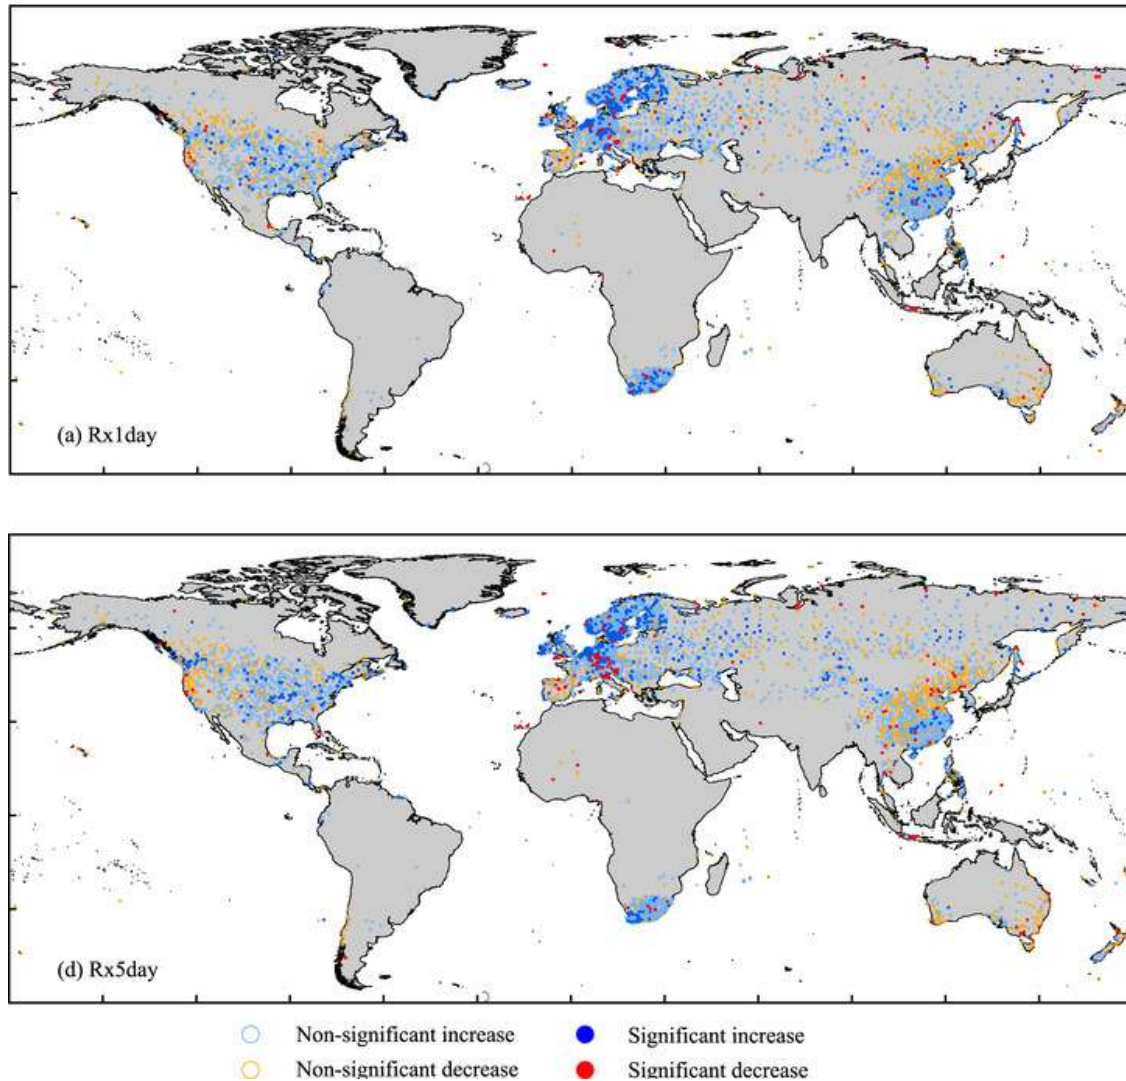 (a) Rx1day
(d) Rx5day
Non-significant increase
Significant increase
Non-significant decrease
Significant decrease